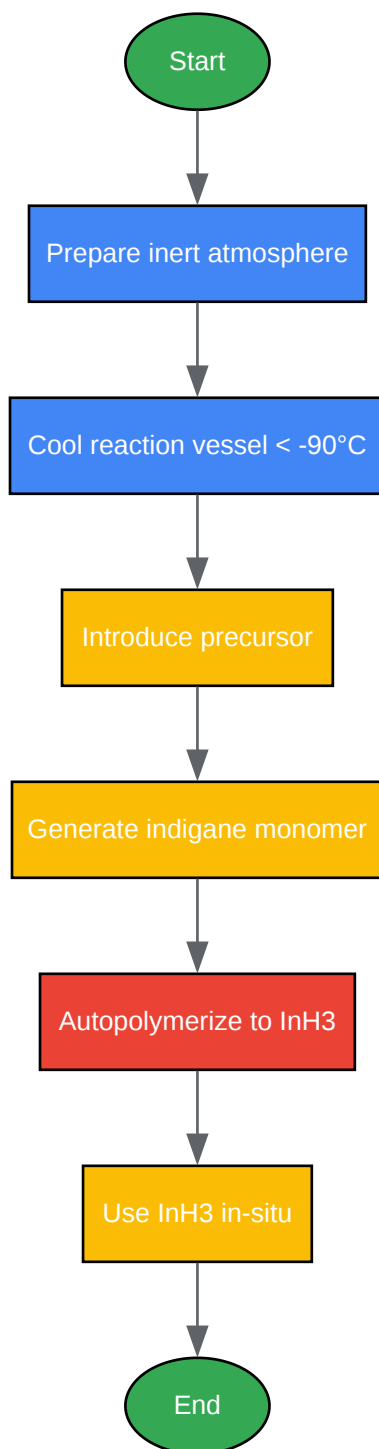 Start
Prepare inert atmosphere
Cool reaction vessel < -90°C
Introduce precursor
Generate indigane monomer
Autopolymerize to InH3
Use InH3 in-situ
End